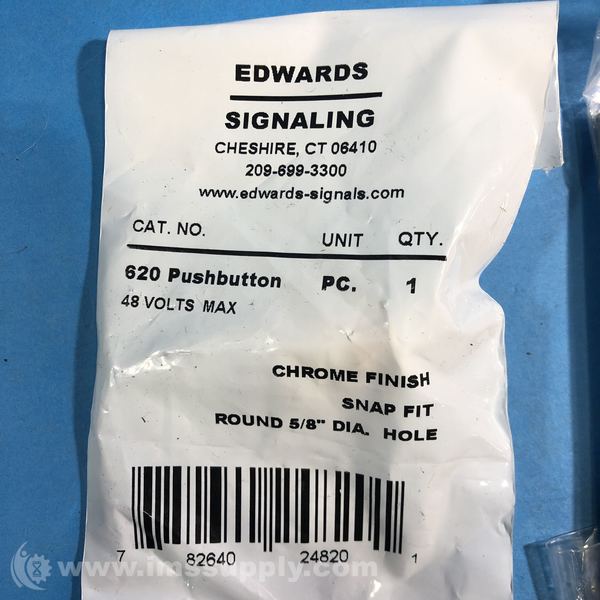 EDWARDS
SIGNALING
CHESHIRE, CT 06410
209-699-3300
www.edwards-signals.com
CAT. NO. UNIT QTY.
620 Pushbutton PC. 1
48 VOLTS MAX
CHROME FINISH
SNAP FIT
ROUND 5/8" DIA. HOLE
7 82640 24820 1
www.imssupply.com